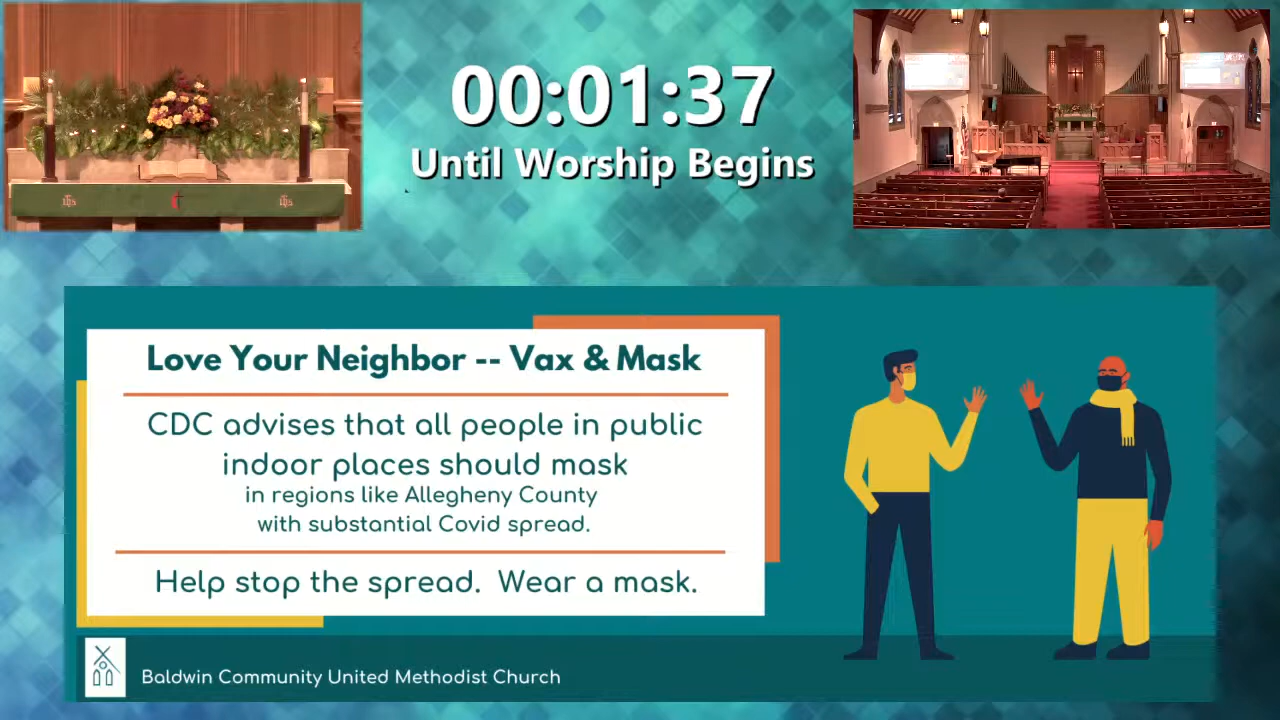 00:01:37
Until Worship Begins
IHS
IHS
Love Your Neighbor -- Vax & Mask
CDC advises that all people in public
indoor places should mask
in regions like Allegheny County
with substantial Covid spread.
Help stop the spread.  Wear a mask.
Baldwin Community United Methodist Church